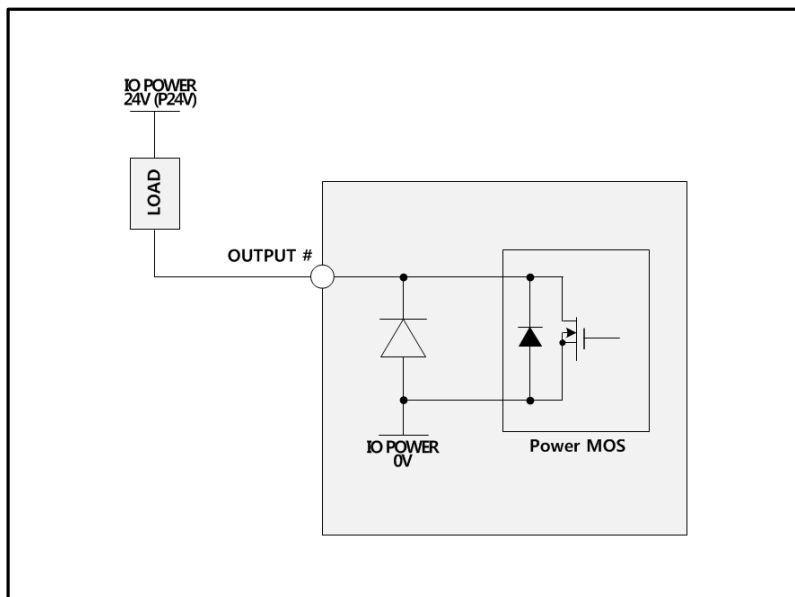 IO POWER
24V (P24V)
LOAD
OUTPUT #
IO POWER
0V
Power MOS